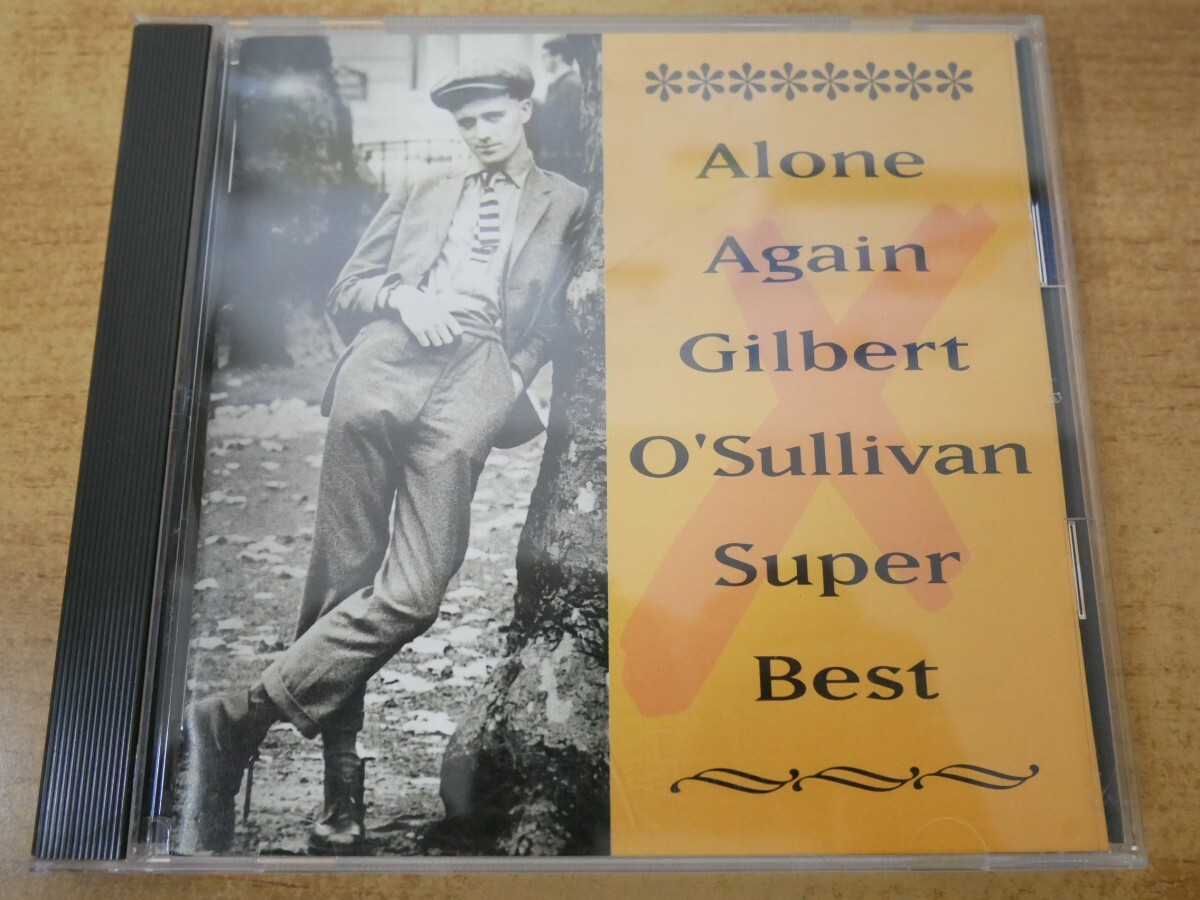 Alone
Again
Gilbert
O'Sullivan
Super
Best